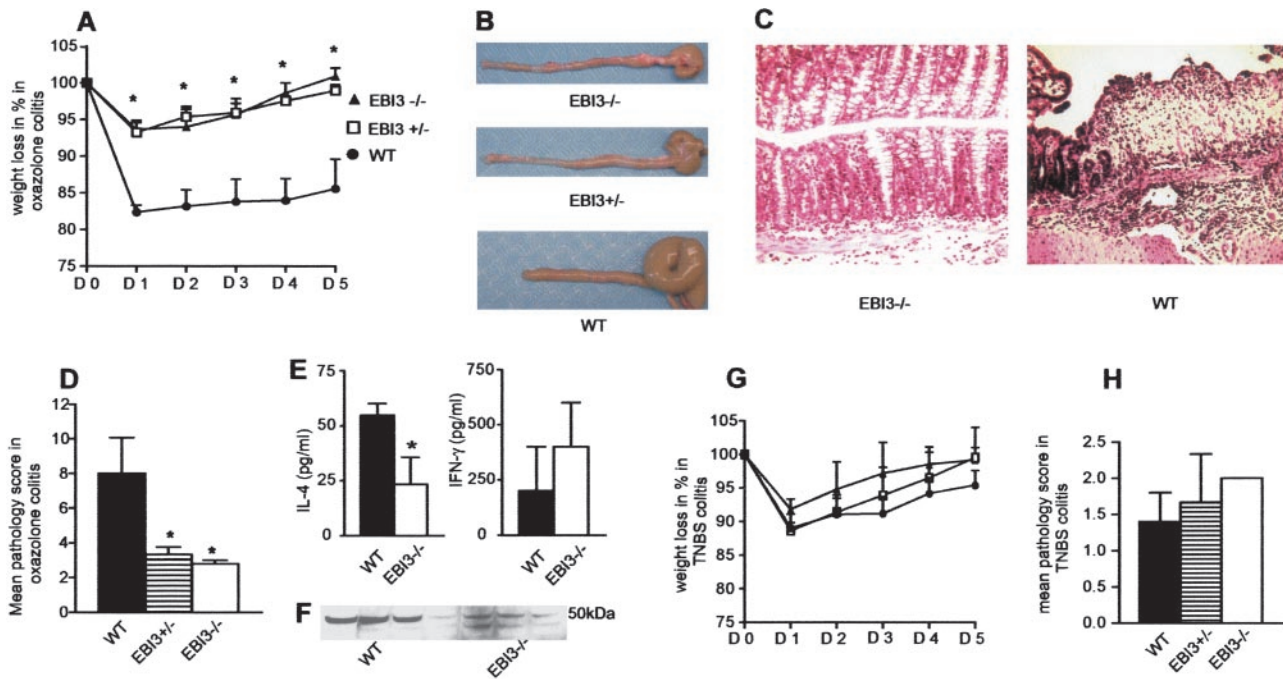 A
weight loss in % in
oxazolone colitis
105
100
95
90
85
80
75
* * * * *
D 0 D 1 D 2 D 3 D 4 D 5
EBI3 -/-
EBI3 +/-
WT
B
EBI3-/-
EBI3+/-
WT
C
EBI3-/-
WT
D
Mean pathology score in
oxazolone colitis
12
10
8
6
4
2
0
* *
WT
EBI3+/-
EBI3-/-
E
IL-4 (pg/ml)
75
50
25
0
*
WT
EBI3-/-
IFN-γ (pg/ml)
750
500
250
0
WT
EBI3-/-
F
50kDa
WT
EBI3-/-
G
weight loss in % in
TNBS colitis
105
100
95
90
85
80
75
D 0 D 1 D 2 D 3 D 4 D 5
H
mean pathology score in
TNBS colitis
2.5
2.0
1.5
1.0
0.5
0.0
WT
EBI3+/-
EBI3-/-